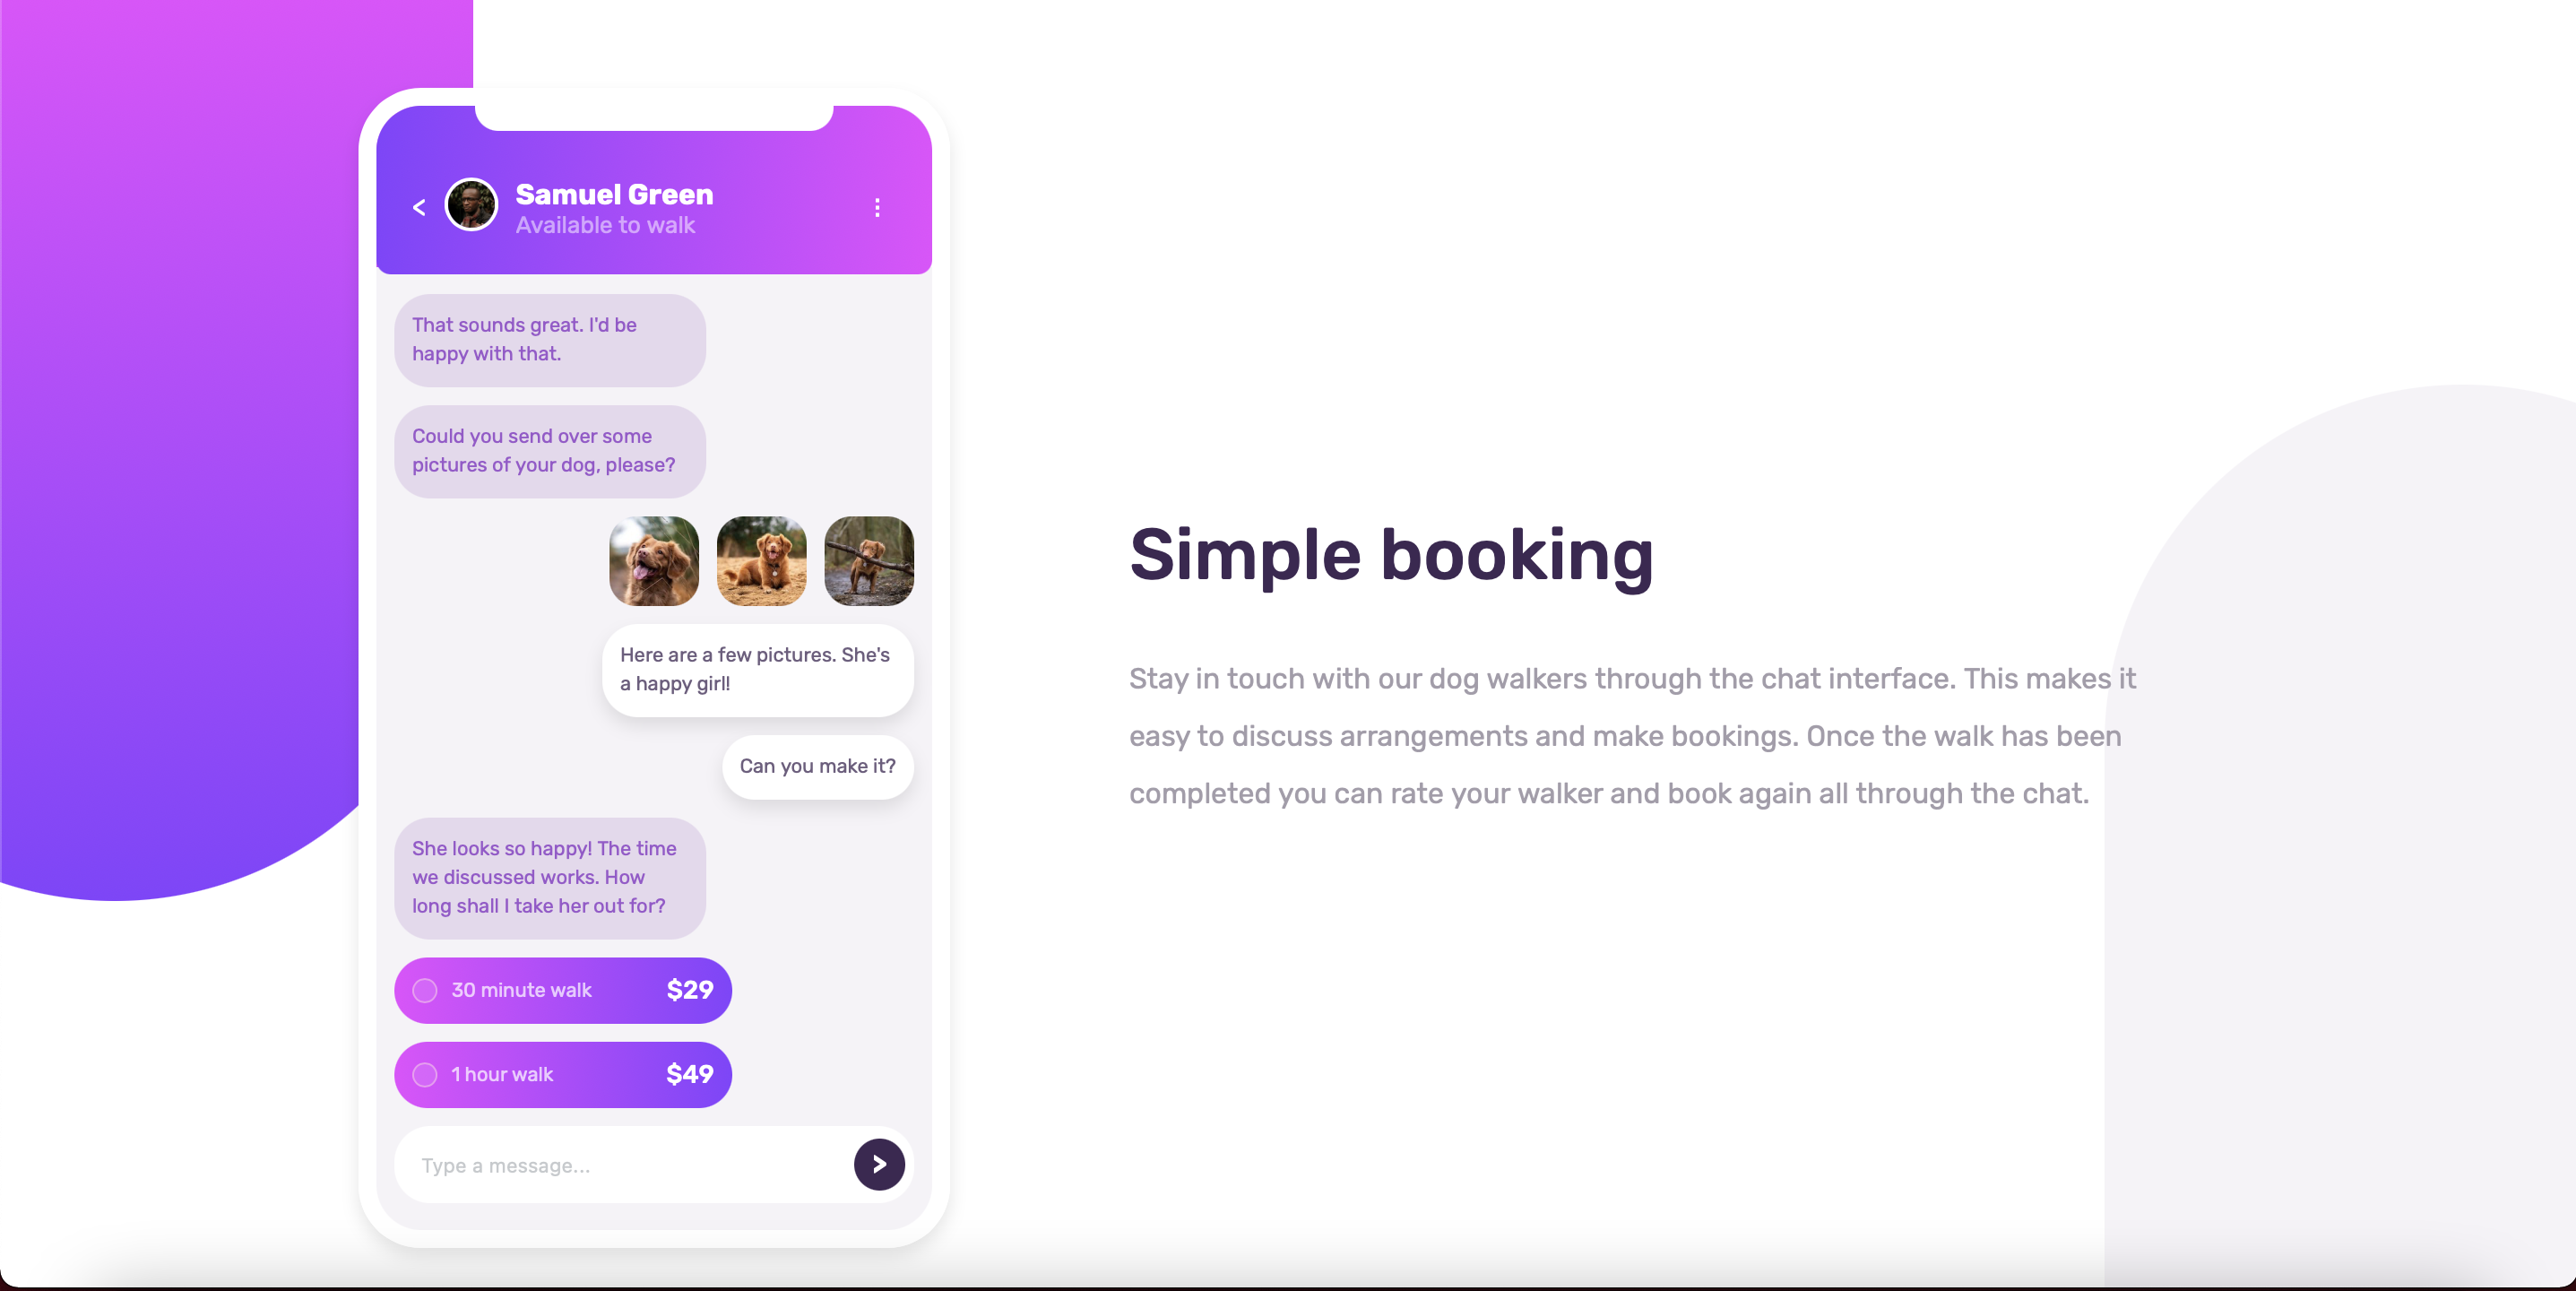 Samuel Green
Available to walk
That sounds great. I'd be
happy with that.
Could you send over some
pictures of your dog, please?
Here are a few pictures. She's
a happy girl!
Can you make it?
She looks so happy! The time
we discussed works. How
long shall I take her out for?
30 minute walk $29
1 hour walk $49
Type a message...
Simple booking
Stay in touch with our dog walkers through the chat interface. This makes it
easy to discuss arrangements and make bookings. Once the walk has been
completed you can rate your walker and book again all through the chat.